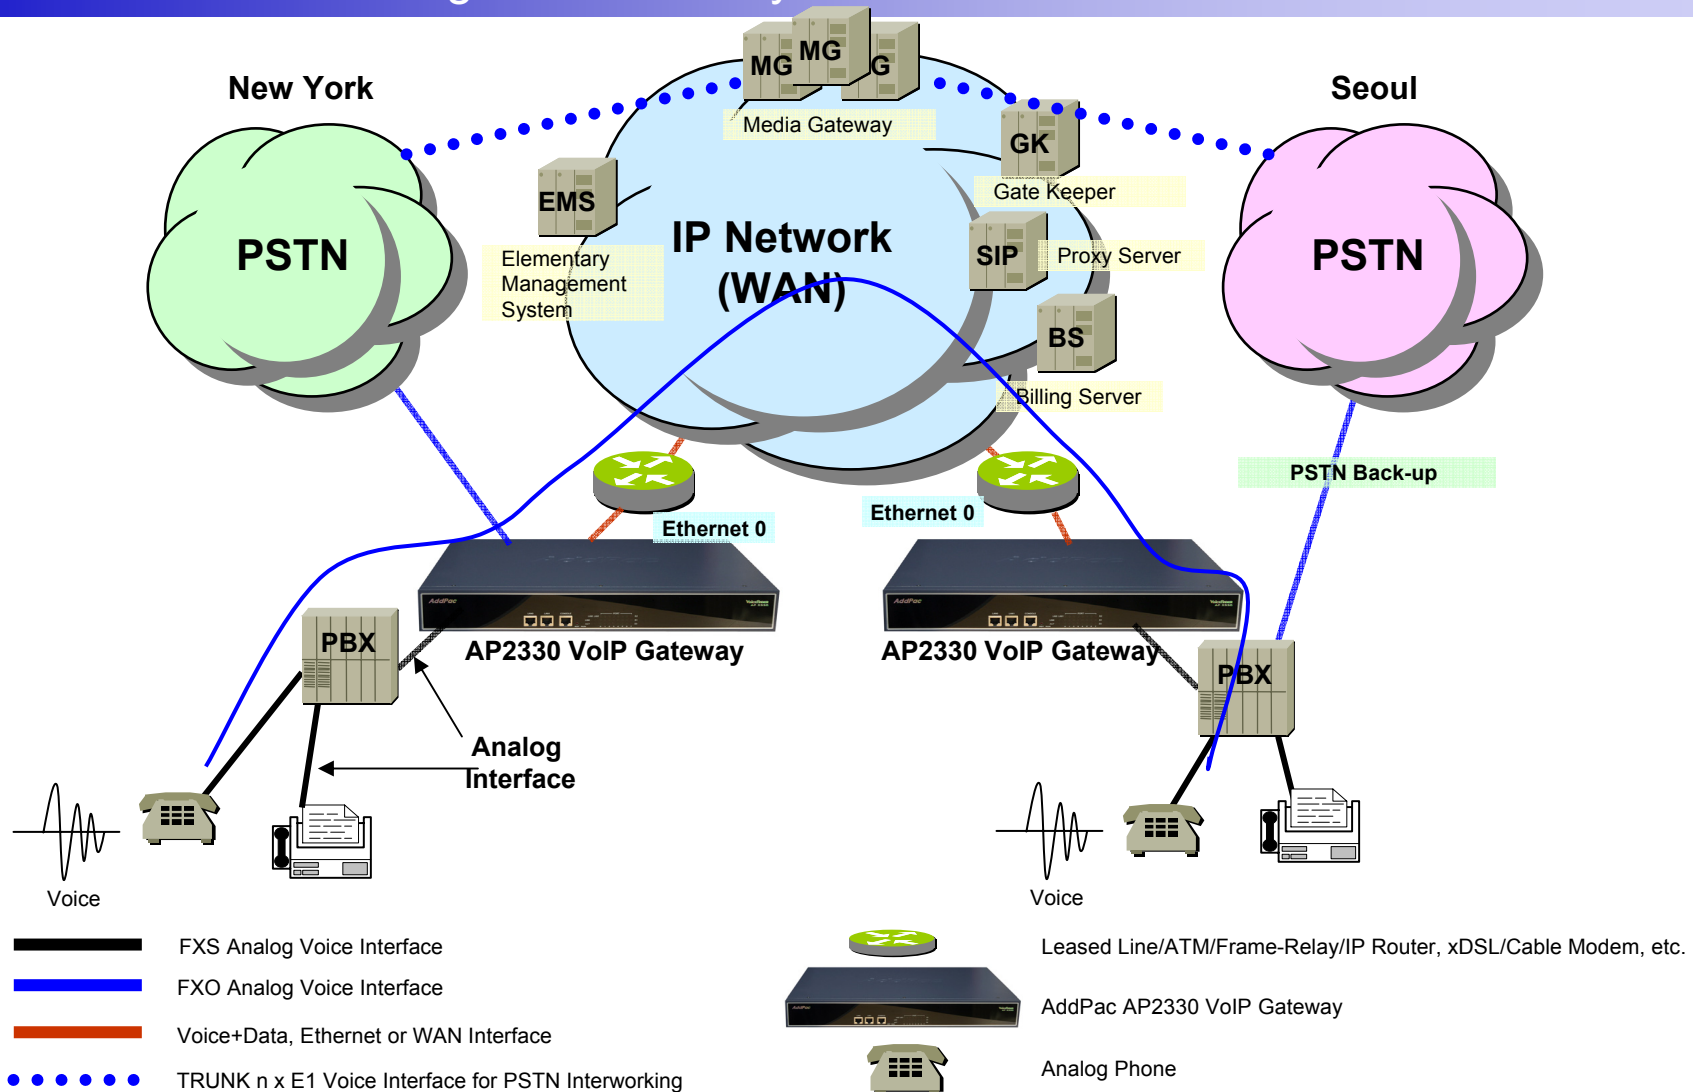 MG
MG
G
New York
Seoul
Media Gateway
GK
Gate Keeper
EMS
PSTN
IP Network
(WAN)
SIP
Proxy Server
PSTN
Elementary
Management
System
BS
Billing Server
PSTN Back-up
Ethernet 0
Ethernet 0
AddPac
AddPac
PBX
AP2330 VoIP Gateway
AP2330 VoIP Gateway
PBX
Analog
Interface
Voice
Voice
FXS Analog Voice Interface
Leased Line/ATM/Frame-Relay/IP Router, xDSL/Cable Modem, etc.
FXO Analog Voice Interface
AddPac AP2330 VoIP Gateway
Voice+Data, Ethernet or WAN Interface
Analog Phone
TRUNK n x E1 Voice Interface for PSTN Interworking